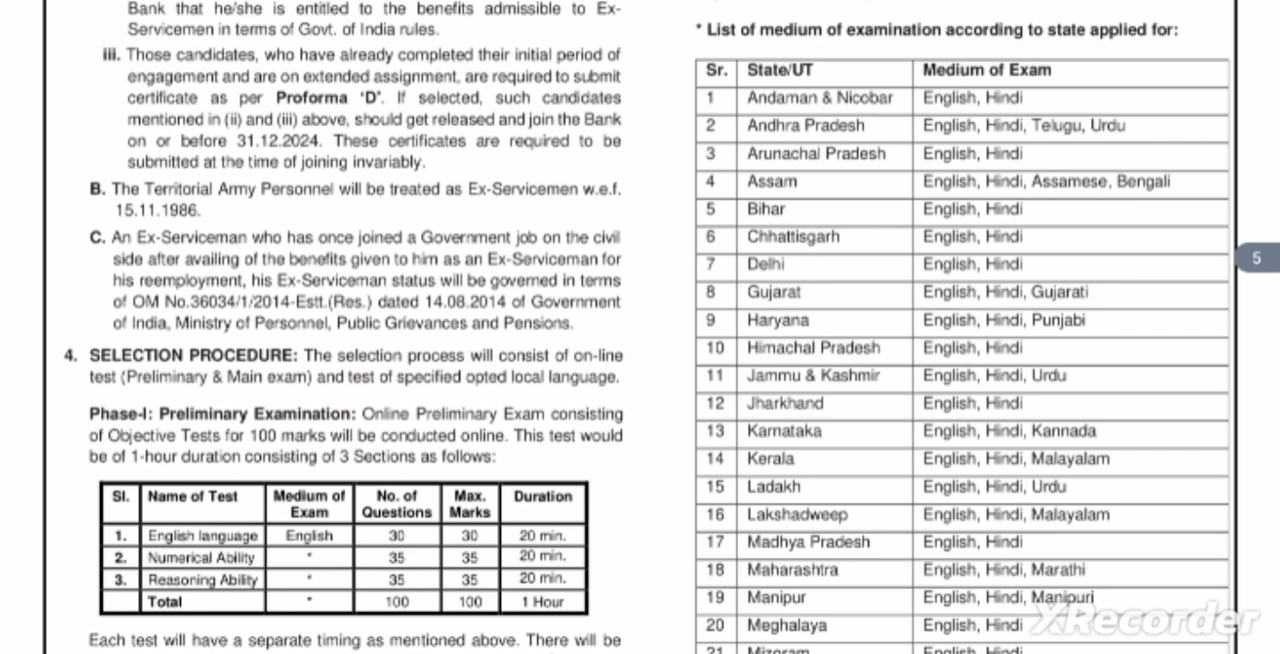 Bank that he/she is entitled to the benefits admissible to Ex-
Servicemen in terms of Govt. of India rules.
iii. Those candidates, who have already completed their initial period of
engagement and are on extended assignment, are required to submit
certificate as per Proforma 'D'. If selected, such candidates
mentioned in (ii) and (iii) above, should get released and join the Bank
on or before 31.12.2024. These certificates are required to be
submitted at the time of joining invariably.
B. The Territorial Army Personnel will be treated as Ex-Servicemen w.e.f.
15.11.1986.
C. An Ex-Serviceman who has once joined a Government job on the civil
side after availing of the benefits given to him as an Ex-Serviceman for
his reemployment, his Ex-Serviceman status will be governed in terms
of OM No.36034/1/2014-Estt.(Res.) dated 14.08.2014 of Government
of India, Ministry of Personnel, Public Grievances and Pensions.
4. SELECTION PROCEDURE: The selection process will consist of on-line
test (Preliminary & Main exam) and test of specified opted local language.
Phase-I: Preliminary Examination: Online Preliminary Exam consisting
of Objective Tests for 100 marks will be conducted online. This test would
be of 1-hour duration consisting of 3 Sections as follows:
Sl. Name of Test Medium of Exam No. of Questions Max. Marks Duration
1. English language English 30 30 20 min.
2. Numerical Ability * 35 35 20 min.
3. Reasoning Ability * 35 35 20 min.
Total * 100 100 1 Hour
Each test will have a separate timing as mentioned above. There will be
* List of medium of examination according to state applied for:
Sr. State/UT Medium of Exam
1 Andaman & Nicobar English, Hindi
2 Andhra Pradesh English, Hindi, Telugu, Urdu
3 Arunachal Pradesh English, Hindi
4 Assam English, Hindi, Assamese, Bengali
5 Bihar English, Hindi
6 Chhattisgarh English, Hindi
7 Delhi English, Hindi
8 Gujarat English, Hindi, Gujarati
9 Haryana English, Hindi, Punjabi
10 Himachal Pradesh English, Hindi
11 Jammu & Kashmir English, Hindi, Urdu
12 Jharkhand English, Hindi
13 Karnataka English, Hindi, Kannada
14 Kerala English, Hindi, Malayalam
15 Ladakh English, Hindi, Urdu
16 Lakshadweep English, Hindi, Malayalam
17 Madhya Pradesh English, Hindi
18 Maharashtra English, Hindi, Marathi
19 Manipur English, Hindi, Manipuri
20 Meghalaya English, Hindi
21 Mizoram English, Hindi
5
XRecorder